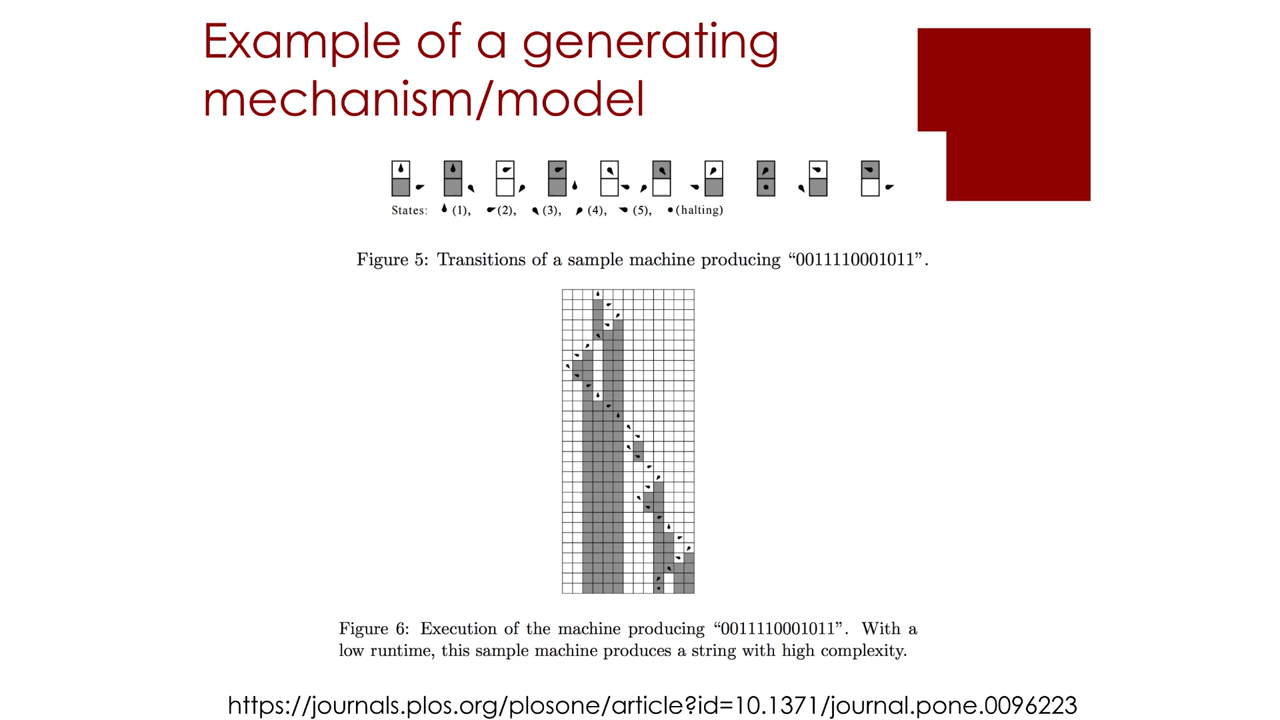 Example of a generating
mechanism/model
States: (1), (2), (3), (4), (5), (halting)
Figure 5: Transitions of a sample machine producing “0011110001011”.
Figure 6: Execution of the machine producing “0011110001011”. With a
low runtime, this sample machine produces a string with high complexity.
https://journals.plos.org/plosone/article?id=10.1371/journal.pone.0096223